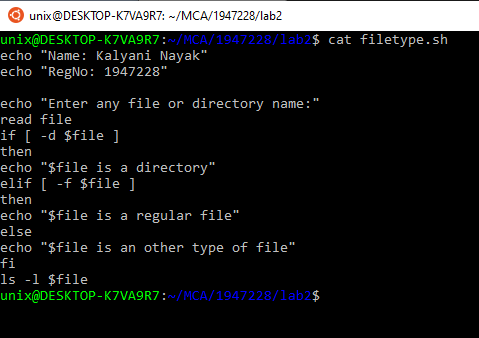 unix@DESKTOP-K7VA9R7: ~/MCA/1947228/lab2
unix@DESKTOP-K7VA9R7:~/MCA/1947228/lab2$ cat filetype.sh
echo "Name: Kalyani Nayak"
echo "RegNo: 1947228"

echo "Enter any file or directory name:"
read file
if [ -d $file ]
then
echo "$file is a directory"
elif [ -f $file ]
then
echo "$file is a regular file"
else
echo "$file is an other type of file"
fi
ls -l $file
unix@DESKTOP-K7VA9R7:~/MCA/1947228/lab2$